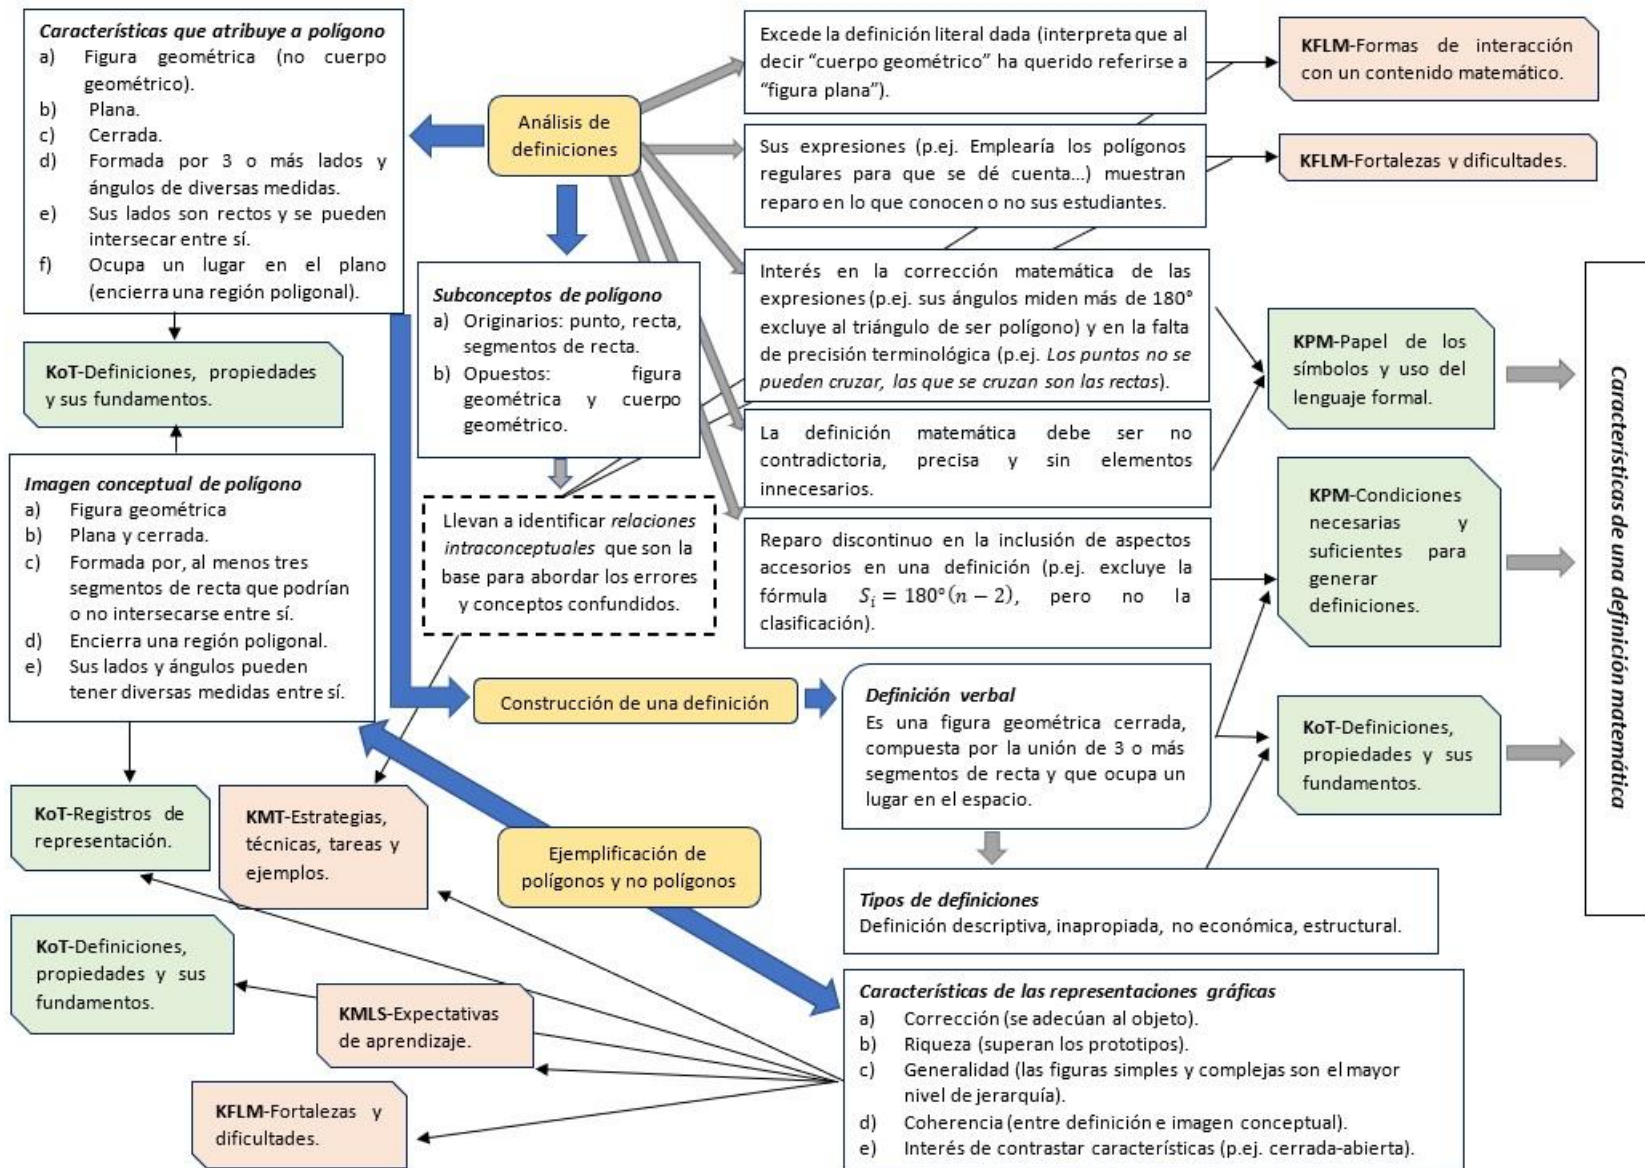 Características que atribuye a polígono
a) Figura geométrica (no cuerpo
geométrico).
b) Plana.
c) Cerrada.
d) Formada por 3 o más lados y
ángulos de diversas medidas.
e) Sus lados son rectos y se pueden
intersecar entre sí.
f) Ocupa un lugar en el plano
(encierra una región poligonal).
KoT-Definiciones, propiedades
y sus fundamentos.
Imagen conceptual de polígono
a) Figura geométrica
b) Plana y cerrada.
c) Formada por, al menos tres
segmentos de recta que podrían
o no intersecarse entre sí.
d) Encierra una región poligonal.
e) Sus lados y ángulos pueden
tener diversas medidas entre sí.
Análisis de
definiciones
Subconceptos de polígono
a) Originarios: punto, recta,
segmentos de recta.
b) Opuestos: figura
geométrica y cuerpo
geométrico.
Llevan a identificar relaciones
intraconceptuales que son la
base para abordar los errores
y conceptos confundidos.
Excede la definición literal dada (interpreta que al
decir “cuerpo geométrico” ha querido referirse a
“figura plana”).
Sus expresiones (p.ej. Emplearía los polígonos
regulares para que se dé cuenta...) muestran
reparo en lo que conocen o no sus estudiantes.
Interés en la corrección matemática de las
expresiones (p.ej. sus ángulos miden más de 180°
excluye al triángulo de ser polígono) y en la falta
de precisión terminológica (p.ej. Los puntos no se
pueden cruzar, las que se cruzan son las rectas).
La definición matemática debe ser no
contradictoria, precisa y sin elementos
innecesarios.
Reparo discontinuo en la inclusión de aspectos
accesorios en una definición (p.ej. excluye la
fórmula S_i = 180°(n − 2), pero no la
clasificación).
KFLM-Formas de interacción
con un contenido matemático.
KFLM-Fortalezas y dificultades.
KPM-Papel de los
símbolos y uso del
lenguaje formal.
KPM-Condiciones
necesarias y
suficientes para
generar
definiciones.
KoT-Definiciones,
propiedades y sus
fundamentos.
Características de una definición matemática
Construcción de una definición
Definición verbal
Es una figura geométrica cerrada,
compuesta por la unión de 3 o más
segmentos de recta y que ocupa un
lugar en el espacio.
Tipos de definiciones
Definición descriptiva, inapropiada, no económica, estructural.
Ejemplificación de
polígonos y no polígonos
KoT-Registros de
representación.
KMT-Estrategias,
técnicas, tareas y
ejemplos.
KoT-Definiciones,
propiedades y sus
fundamentos.
KMLS-Expectativas
de aprendizaje.
KFLM-Fortalezas y
dificultades.
Características de las representaciones gráficas
a) Corrección (se adecúan al objeto).
b) Riqueza (superan los prototipos).
c) Generalidad (las figuras simples y complejas son el mayor
nivel de jerarquía).
d) Coherencia (entre definición e imagen conceptual).
e) Interés de contrastar características (p.ej. cerrada-abierta).